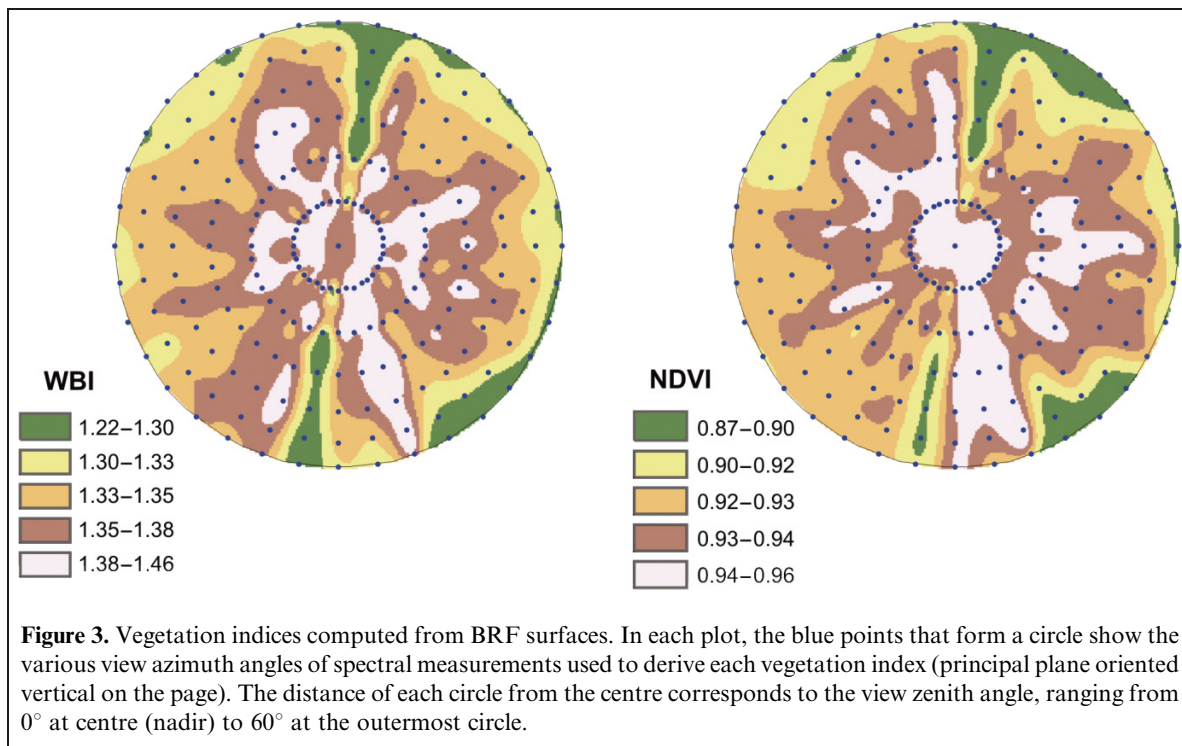 WBI
1.22–1.30
1.30–1.33
1.33–1.35
1.35–1.38
1.38–1.46
NDVI
0.87–0.90
0.90–0.92
0.92–0.93
0.93–0.94
0.94–0.96
Figure 3. Vegetation indices computed from BRF surfaces. In each plot, the blue points that form a circle show the
various view azimuth angles of spectral measurements used to derive each vegetation index (principal plane oriented
vertical on the page). The distance of each circle from the centre corresponds to the view zenith angle, ranging from
0° at centre (nadir) to 60° at the outermost circle.